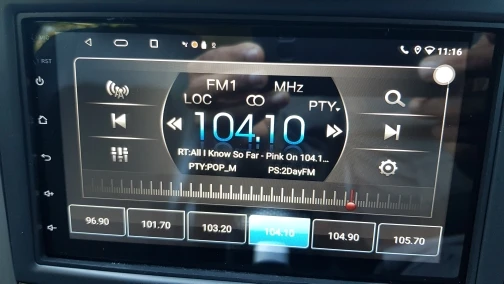 11:16
RST
FM1 MHz
LOC
PTY
104.10
RT:All I Know So Far - Pink On 104.1...
PTY:POP_M PS:2DayFM
96.90 101.70 103.20 104.10 104.90 105.70